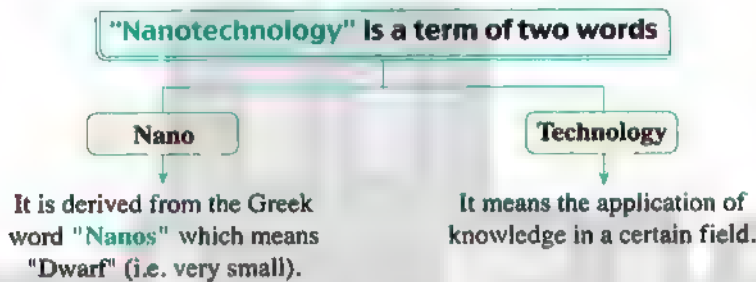 "Nanotechnology" is a term of two words
Nano
Technology
It is derived from the Greek
word "Nanos" which means
"Dwarf" (i.e. very small).
It means the application of
knowledge in a certain field.